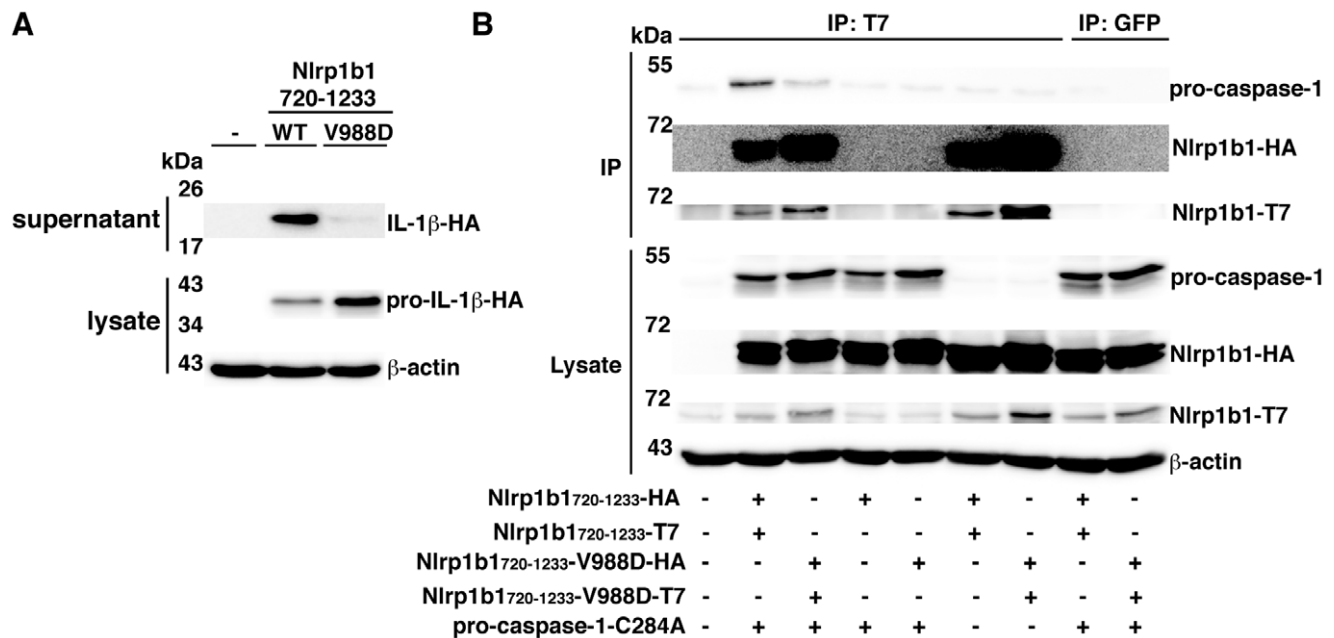 A
Nlrp1b1
720-1233
- WT V988D
kDa
26
supernatant
IL-1β-HA
17
43
pro-IL-1β-HA
lysate
34
43
β-actin
B
IP: T7 IP: GFP
kDa
55
pro-caspase-1
72
Nlrp1b1-HA
IP
72
Nlrp1b1-T7
55
pro-caspase-1
72
Nlrp1b1-HA
Lysate
72
Nlrp1b1-T7
43
β-actin
Nlrp1b1720-1233-HA - + - + - + - + -
Nlrp1b1720-1233-T7 - + - - - + - + -
Nlrp1b1720-1233-V988D-HA - - + - + - + - +
Nlrp1b1720-1233-V988D-T7 - - + - - - + - +
pro-caspase-1-C284A - + + + + - - + +